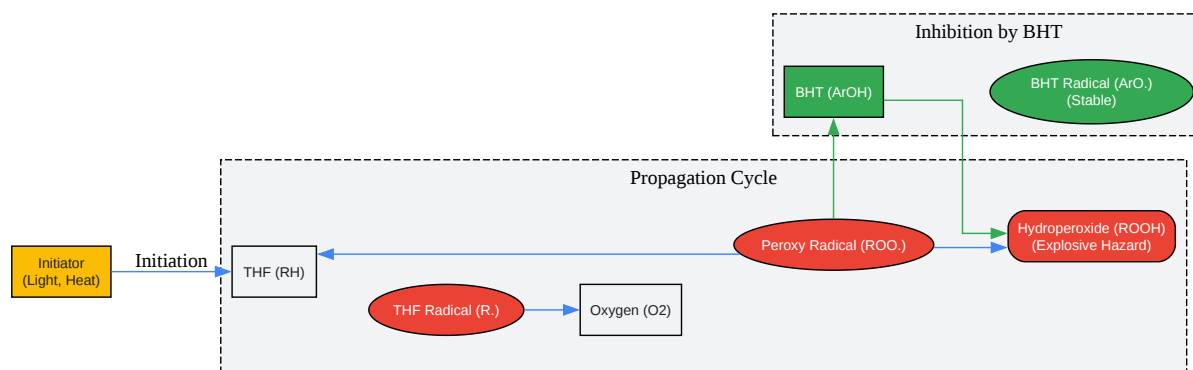 Inhibition by BHT
BHT (ArOH)
BHT Radical (ArO.)
(Stable)
Propagation Cycle
Initiator
(Light, Heat)
Initiation
THF (RH)
Peroxy Radical (ROO.)
Hydroperoxide (ROOH)
(Explosive Hazard)
THF Radical (R.)
Oxygen (O2)